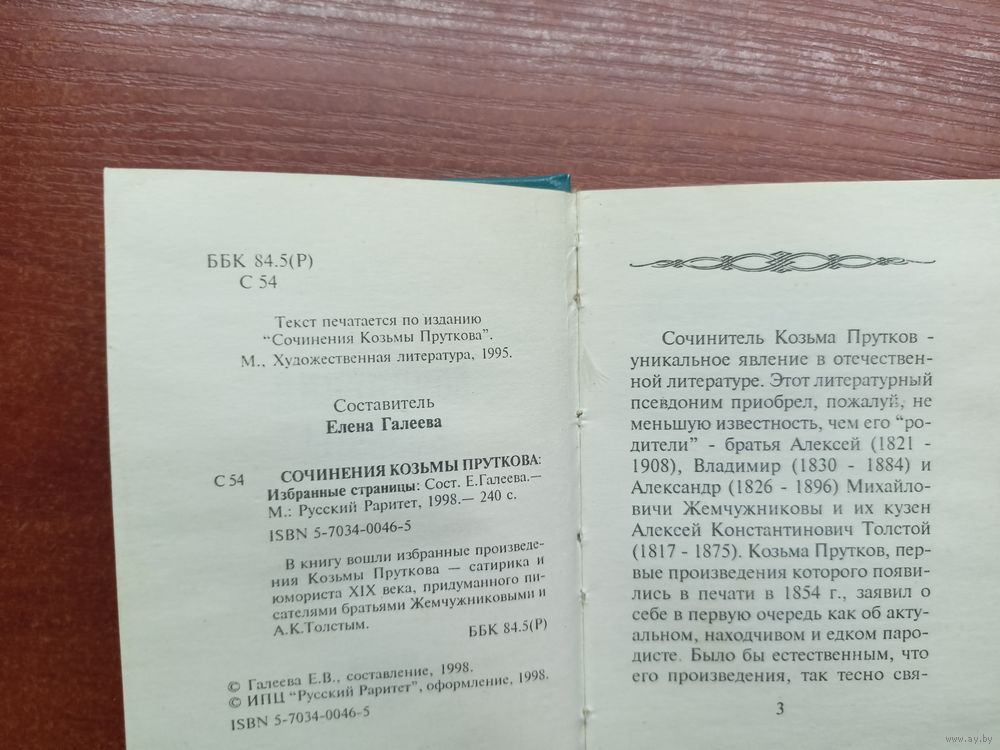 ББК 84.5(Р)
С 54
Текст печатается по изданию
“Сочинения Козьмы Пруткова”.
М., Художественная литература, 1995.
Составитель
Елена Галеева
С 54 СОЧИНЕНИЯ КОЗЬМЫ ПРУТКОВА:
Избранные страницы: Сост. Е.Галеева.—
М.: Русский Раритет, 1998.— 240 с.
ISBN 5-7034-0046-5
В книгу вошли избранные произведе-
ния Козьмы Пруткова — сатирика и
юмориста XIX века, придуманного пи-
сателями братьями Жемчужниковыми и
А.К.Толстым.
ББК 84.5(Р)
© Галеева Е.В., составление, 1998.
© ИПЦ “Русский Раритет”, оформление, 1998.
ISBN 5-7034-0046-5
Сочинитель Козьма Прутков -
уникальное явление в отечествен-
ной литературе. Этот литературный
псевдоним приобрел, пожалуй, не
меньшую известность, чем его “ро-
дители” - братья Алексей (1821 -
1908), Владимир (1830 - 1884) и
Александр (1826 - 1896) Михайло-
вичи Жемчужниковы и их кузен
Алексей Константинович Толстой
(1817 - 1875). Козьма Прутков, пер-
вые произведения которого появи-
лись в печати в 1854 г., заявил о
себе в первую очередь как об акту-
альном, находчивом и едком паро-
дисте. Было бы естественным, что
его произведения, так тесно свя-
3
www.ay.by